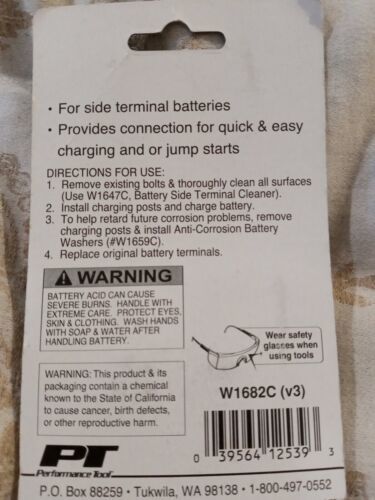 • For side terminal batteries
• Provides connection for quick & easy
charging and or jump starts
DIRECTIONS FOR USE:
1. Remove existing bolts & thoroughly clean all surfaces
(Use W1647C, Battery Side Terminal Cleaner).
2. Install charging posts and charge battery.
3. To help retard future corrosion problems, remove
charging posts & install Anti-Corrosion Battery
Washers (#W1659C).
4. Replace original battery terminals.
WARNING
BATTERY ACID CAN CAUSE
SEVERE BURNS. HANDLE WITH
EXTREME CARE. PROTECT EYES,
SKIN & CLOTHING. WASH HANDS
WITH SOAP & WATER AFTER
HANDLING BATTERY.
Wear safety
glasses when
using tools
WARNING: This product & its
packaging contain a chemical
known to the State of California
to cause cancer, birth defects,
or other reproductive harm.
W1682C (v3)
0 39564 12539 3
PT
Performance Tool
P.O. Box 88259 • Tukwila, WA 98138 • 1-800-497-0552